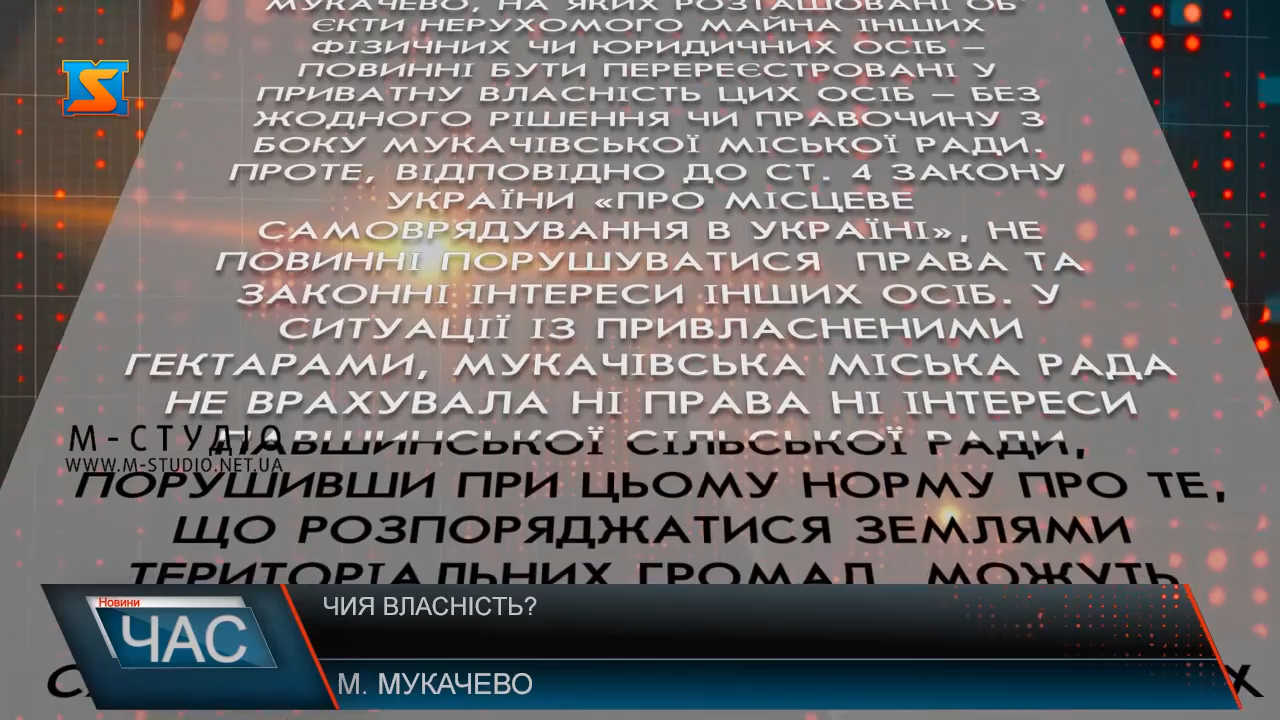 МУКАЧЕВО, НА ЯКИХ РОЗТАШОВАНІ ОБ'
ЄКТИ НЕРУХОМОГО МАЙНА ІНШИХ
ФІЗИЧНИХ ЧИ ЮРИДИЧНИХ ОСІБ –
ПОВИННІ БУТИ ПЕРЕРЕЄСТРОВАНІ У
ПРИВАТНУ ВЛАСНІСТЬ ЦИХ ОСІБ – БЕЗ
ЖОДНОГО РІШЕННЯ ЧИ ПРАВОЧИНУ З
БОКУ МУКАЧІВСЬКОЇ МІСЬКОЇ РАДИ.
ПРОТЕ, ВІДПОВІДНО ДО СТ. 4 ЗАКОНУ
УКРАЇНИ «ПРО МІСЦЕВЕ
САМОВРЯДУВАННЯ В УКРАЇНІ», НЕ
ПОВИННІ ПОРУШУВАТИСЯ ПРАВА ТА
ЗАКОННІ ІНТЕРЕСИ ІНШИХ ОСІБ. У
СИТУАЦІЇ ІЗ ПРИВЛАСНЕНИМИ
ГЕКТАРАМИ, МУКАЧІВСЬКА МІСЬКА РАДА
НЕ ВРАХУВАЛА НІ ПРАВА НІ ІНТЕРЕСИ
СІЛЬСЬКОЇ РАДИ,
ПОРУШИВШИ ПРИ ЦЬОМУ НОРМУ ПРО ТЕ,
ЩО РОЗПОРЯДЖАТИСЯ ЗЕМЛЯМИ
ТЕРИТОРІАЛЬНИХ ГРОМАД, МОЖУТЬ
М-СТУДІО
WWW.M-STUDIO.NET.UA
Новини
ЧАС
ЧИЯ ВЛАСНІСТЬ?
М. МУКАЧЕВО